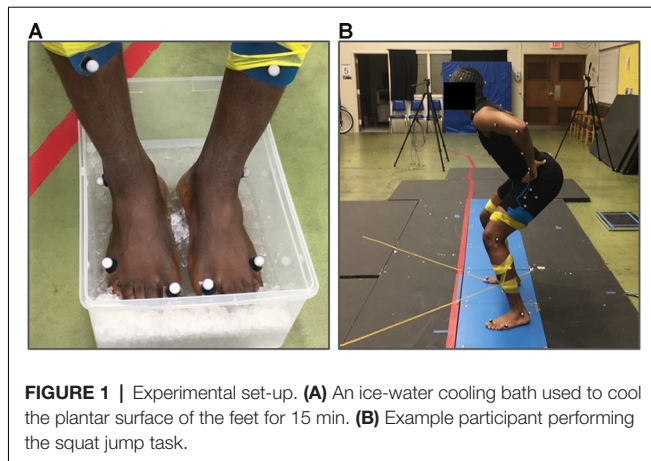 A
B
5
FIGURE 1 | Experimental set-up. (A) An ice-water cooling bath used to cool
the plantar surface of the feet for 15 min. (B) Example participant performing
the squat jump task.